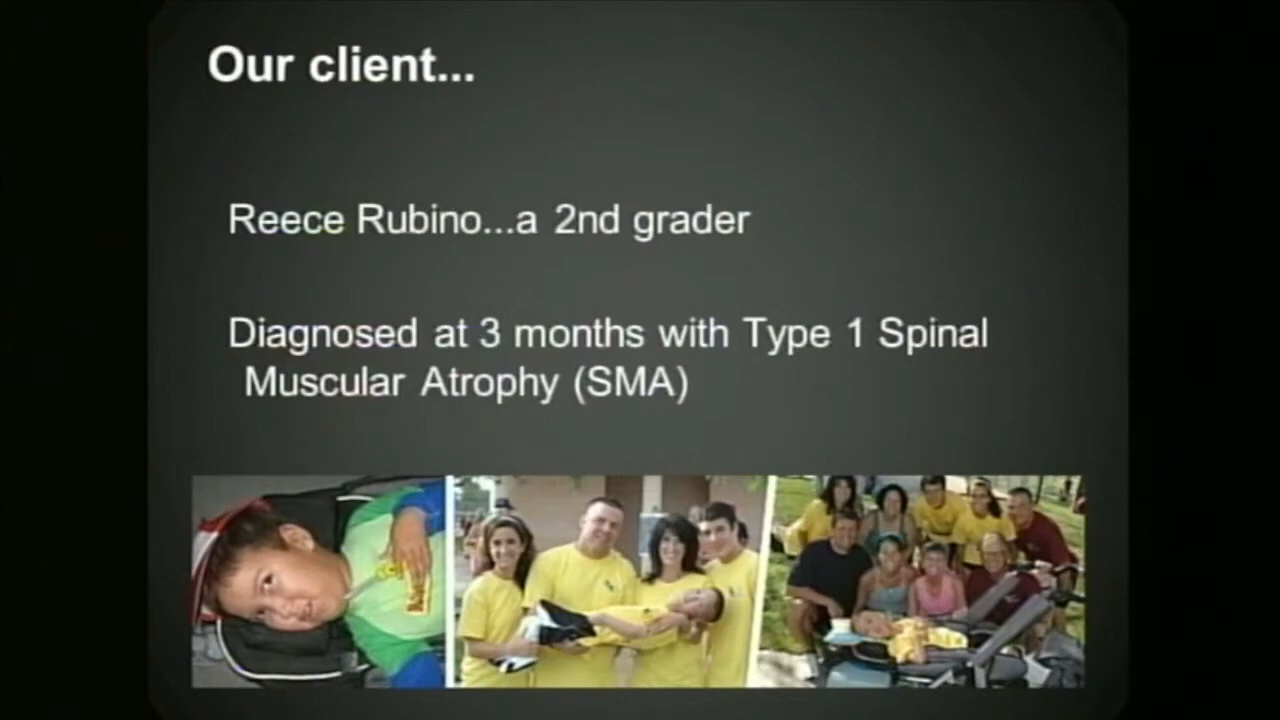 Our client...
Reece Rubino...a 2nd grader
Diagnosed at 3 months with Type 1 Spinal
Muscular Atrophy (SMA)